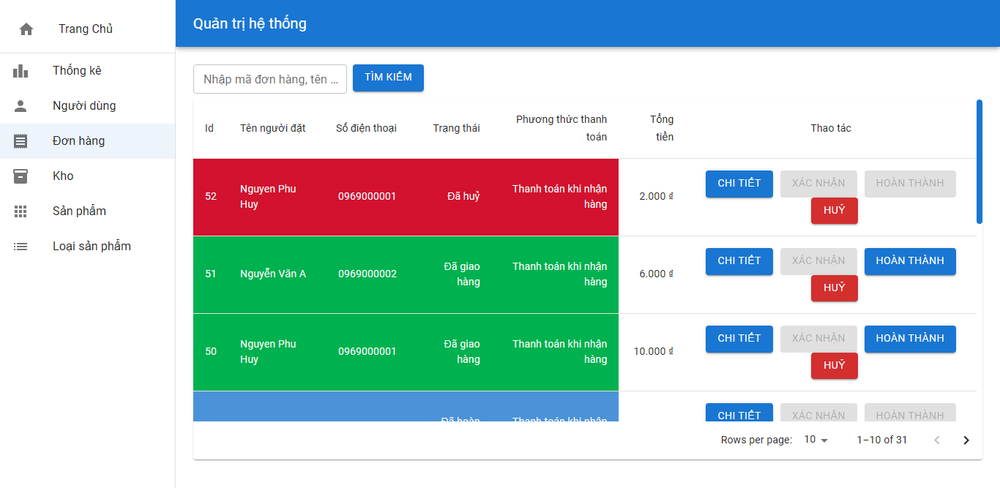 Trang Chủ
Quản trị hệ thống
Thống kê
Người dùng
Đơn hàng
Kho
Sản phẩm
Loại sản phẩm
Nhập mã đơn hàng, tên ...
TÌM KIẾM
Id
Tên người đặt
Số điện thoại
Trạng thái
Phương thức thanh
toán
Tổng
tiền
Thao tác
52
Nguyen Phu
Huy
0969000001
Đã huỷ
Thanh toán khi nhận
hàng
2.000 ₫
CHI TIẾT
XÁC NHẬN
HOÀN THÀNH
HUỶ
51
Nguyễn Văn A
0969000002
Đã giao
hàng
Thanh toán khi nhận
hàng
6.000 ₫
CHI TIẾT
XÁC NHẬN
HOÀN THÀNH
HUỶ
50
Nguyen Phu
Huy
0969000001
Đã giao
hàng
Thanh toán khi nhận
hàng
10.000 ₫
CHI TIẾT
XÁC NHẬN
HOÀN THÀNH
HUỶ
Đã hoàn
Thanh toán khi nhận
CHI TIẾT
XÁC NHẬN
HOÀN THÀNH
Rows per page:
10
1–10 of 31